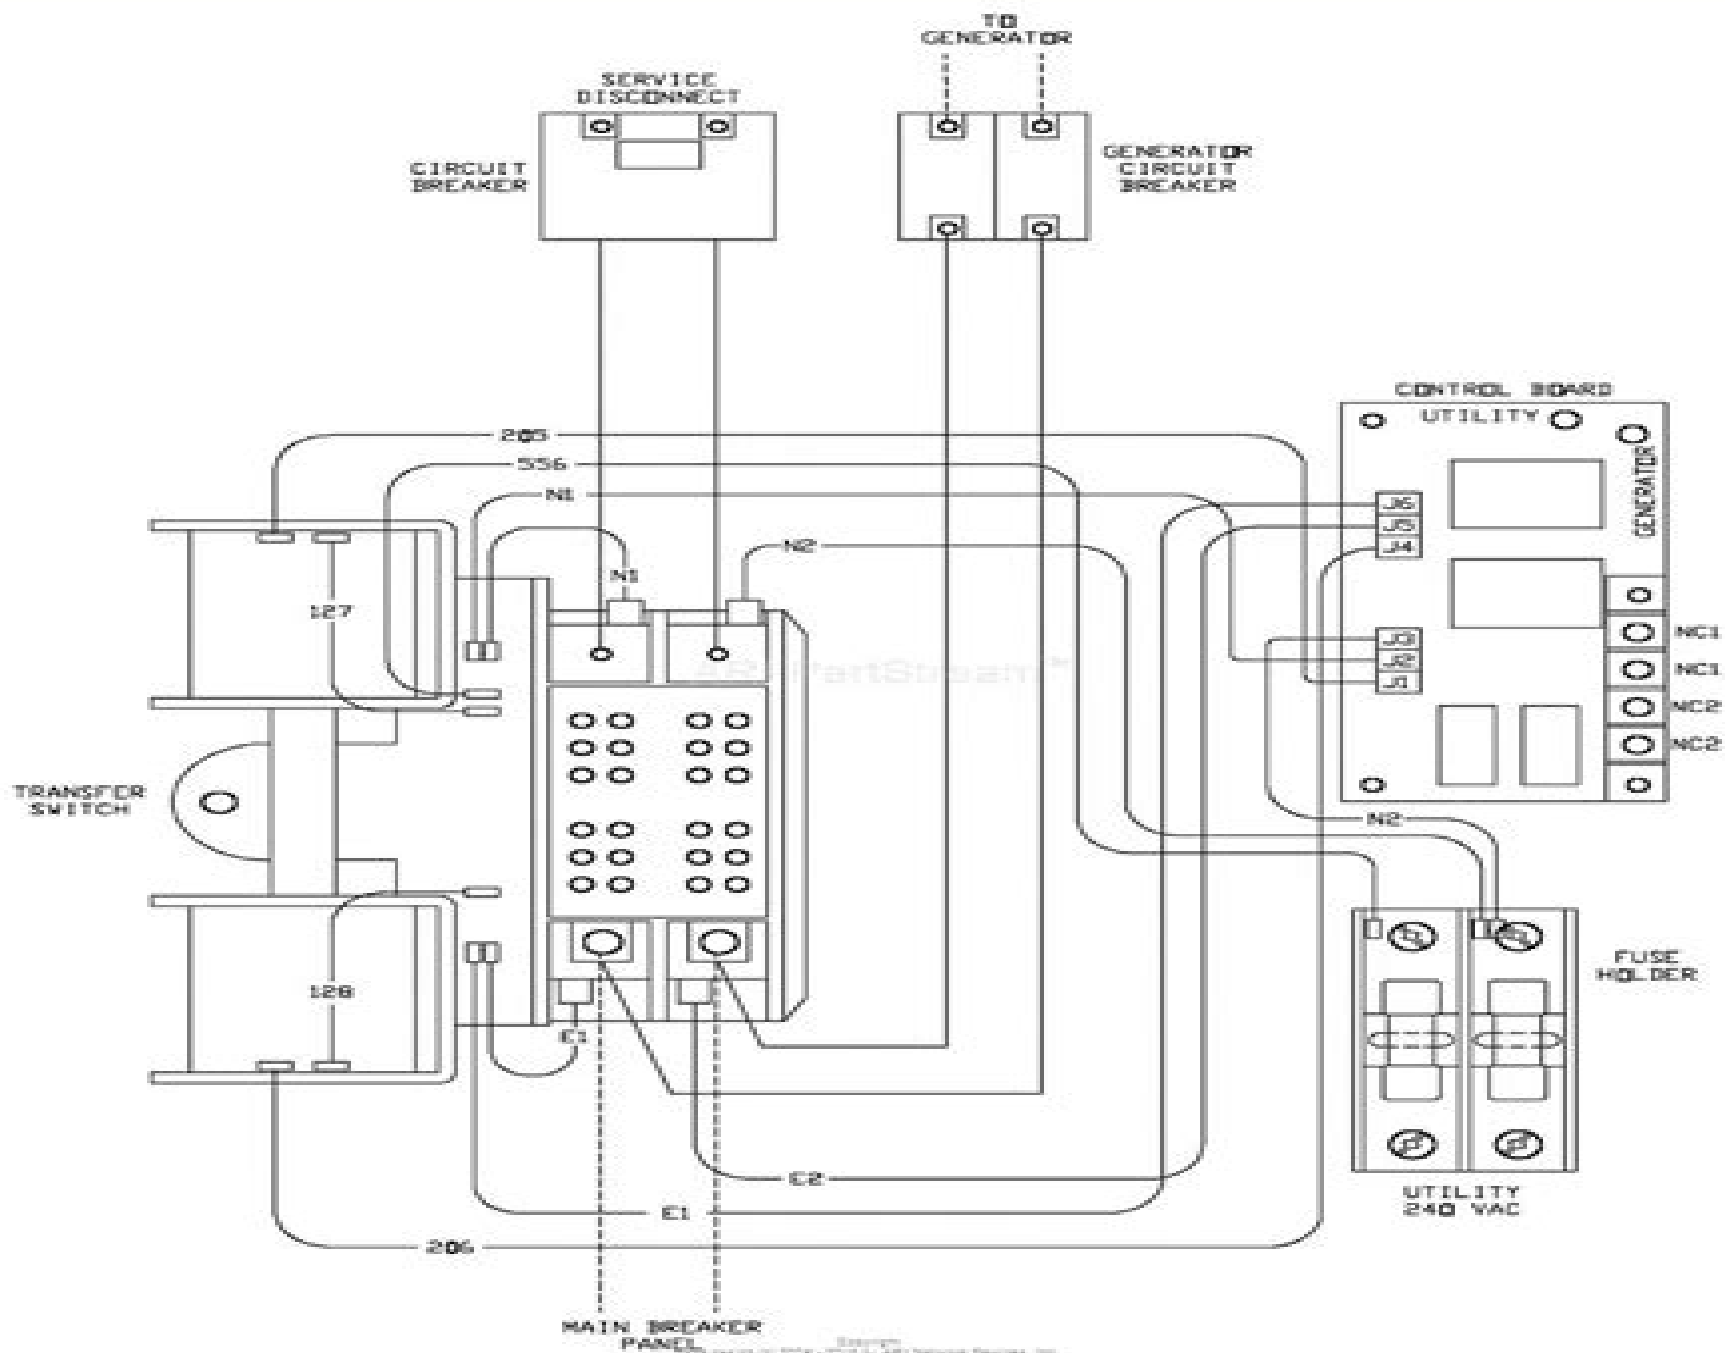 TO
GENERATOR
SERVICE
DISCONNECT
CIRCUIT
BREAKER
GENERATOR
CIRCUIT
BREAKER
CONTROL BOARD
UTILITY
GENERATOR
205
556
N1
J6
J5
J4
N2
N1
127
NC1
J3
J2
NC1
J1
NC2
NC2
TRANSFER
SWITCH
N2
FUSE
HOLDER
128
E1
E2
UTILITY
240 VAC
E1
206
MAIN BREAKER
PANEL
Copyright